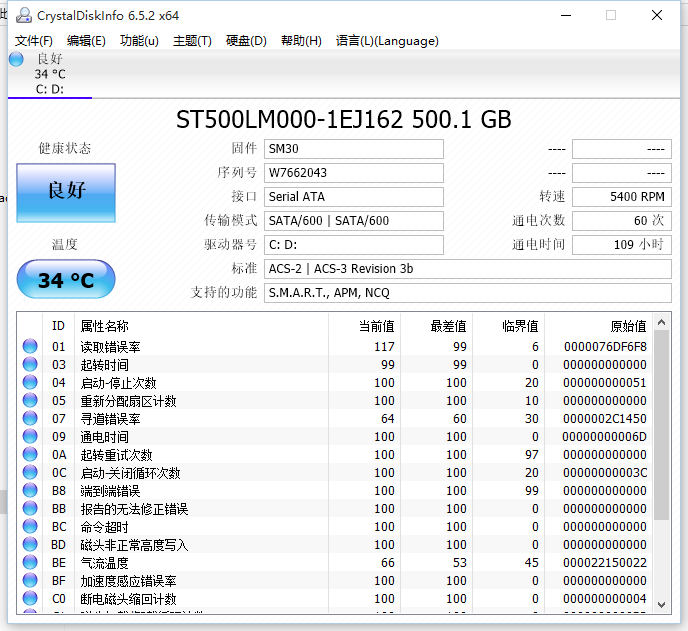 CrystalDiskInfo 6.5.2 x64
文件(F) 编辑(E) 功能(u) 主题(T) 硬盘(D) 帮助(H) 语言(L)(Language)
良好
34 °C
C: D:
ST500LM000-1EJ162 500.1 GB
健康状态
良好
温度
34 °C
固件 SM30 ---- ----
序列号 W7662043 ---- ----
接口 Serial ATA 转速 5400 RPM
传输模式 SATA/600 | SATA/600 通电次数 60 次
驱动器号 C: D: 通电时间 109 小时
标准 ACS-2 | ACS-3 Revision 3b
支持的功能 S.M.A.R.T., APM, NCQ
ID 属性名称 当前值 最差值 临界值 原始值
01 读取错误率 117 99 6 0000076DF6F8
03 起转时间 99 99 0 000000000000
04 启动-停止次数 100 100 20 000000000051
05 重新分配扇区计数 100 100 10 000000000000
07 寻道错误率 64 60 30 0000002C1450
09 通电时间 100 100 0 00000000006D
0A 起转重试次数 100 100 97 000000000000
0C 启动-关闭循环次数 100 100 20 00000000003C
B8 端到端错误 100 100 99 000000000000
BB 报告的无法修正错误 100 100 0 000000000000
BC 命令超时 100 100 0 000000000000
BD 磁头非正常高度写入 100 100 0 000000000000
BE 气流温度 66 53 45 000022150022
BF 加速度感应错误率 100 100 0 000000000000
C0 断电磁头缩回计数 100 100 0 000000000004